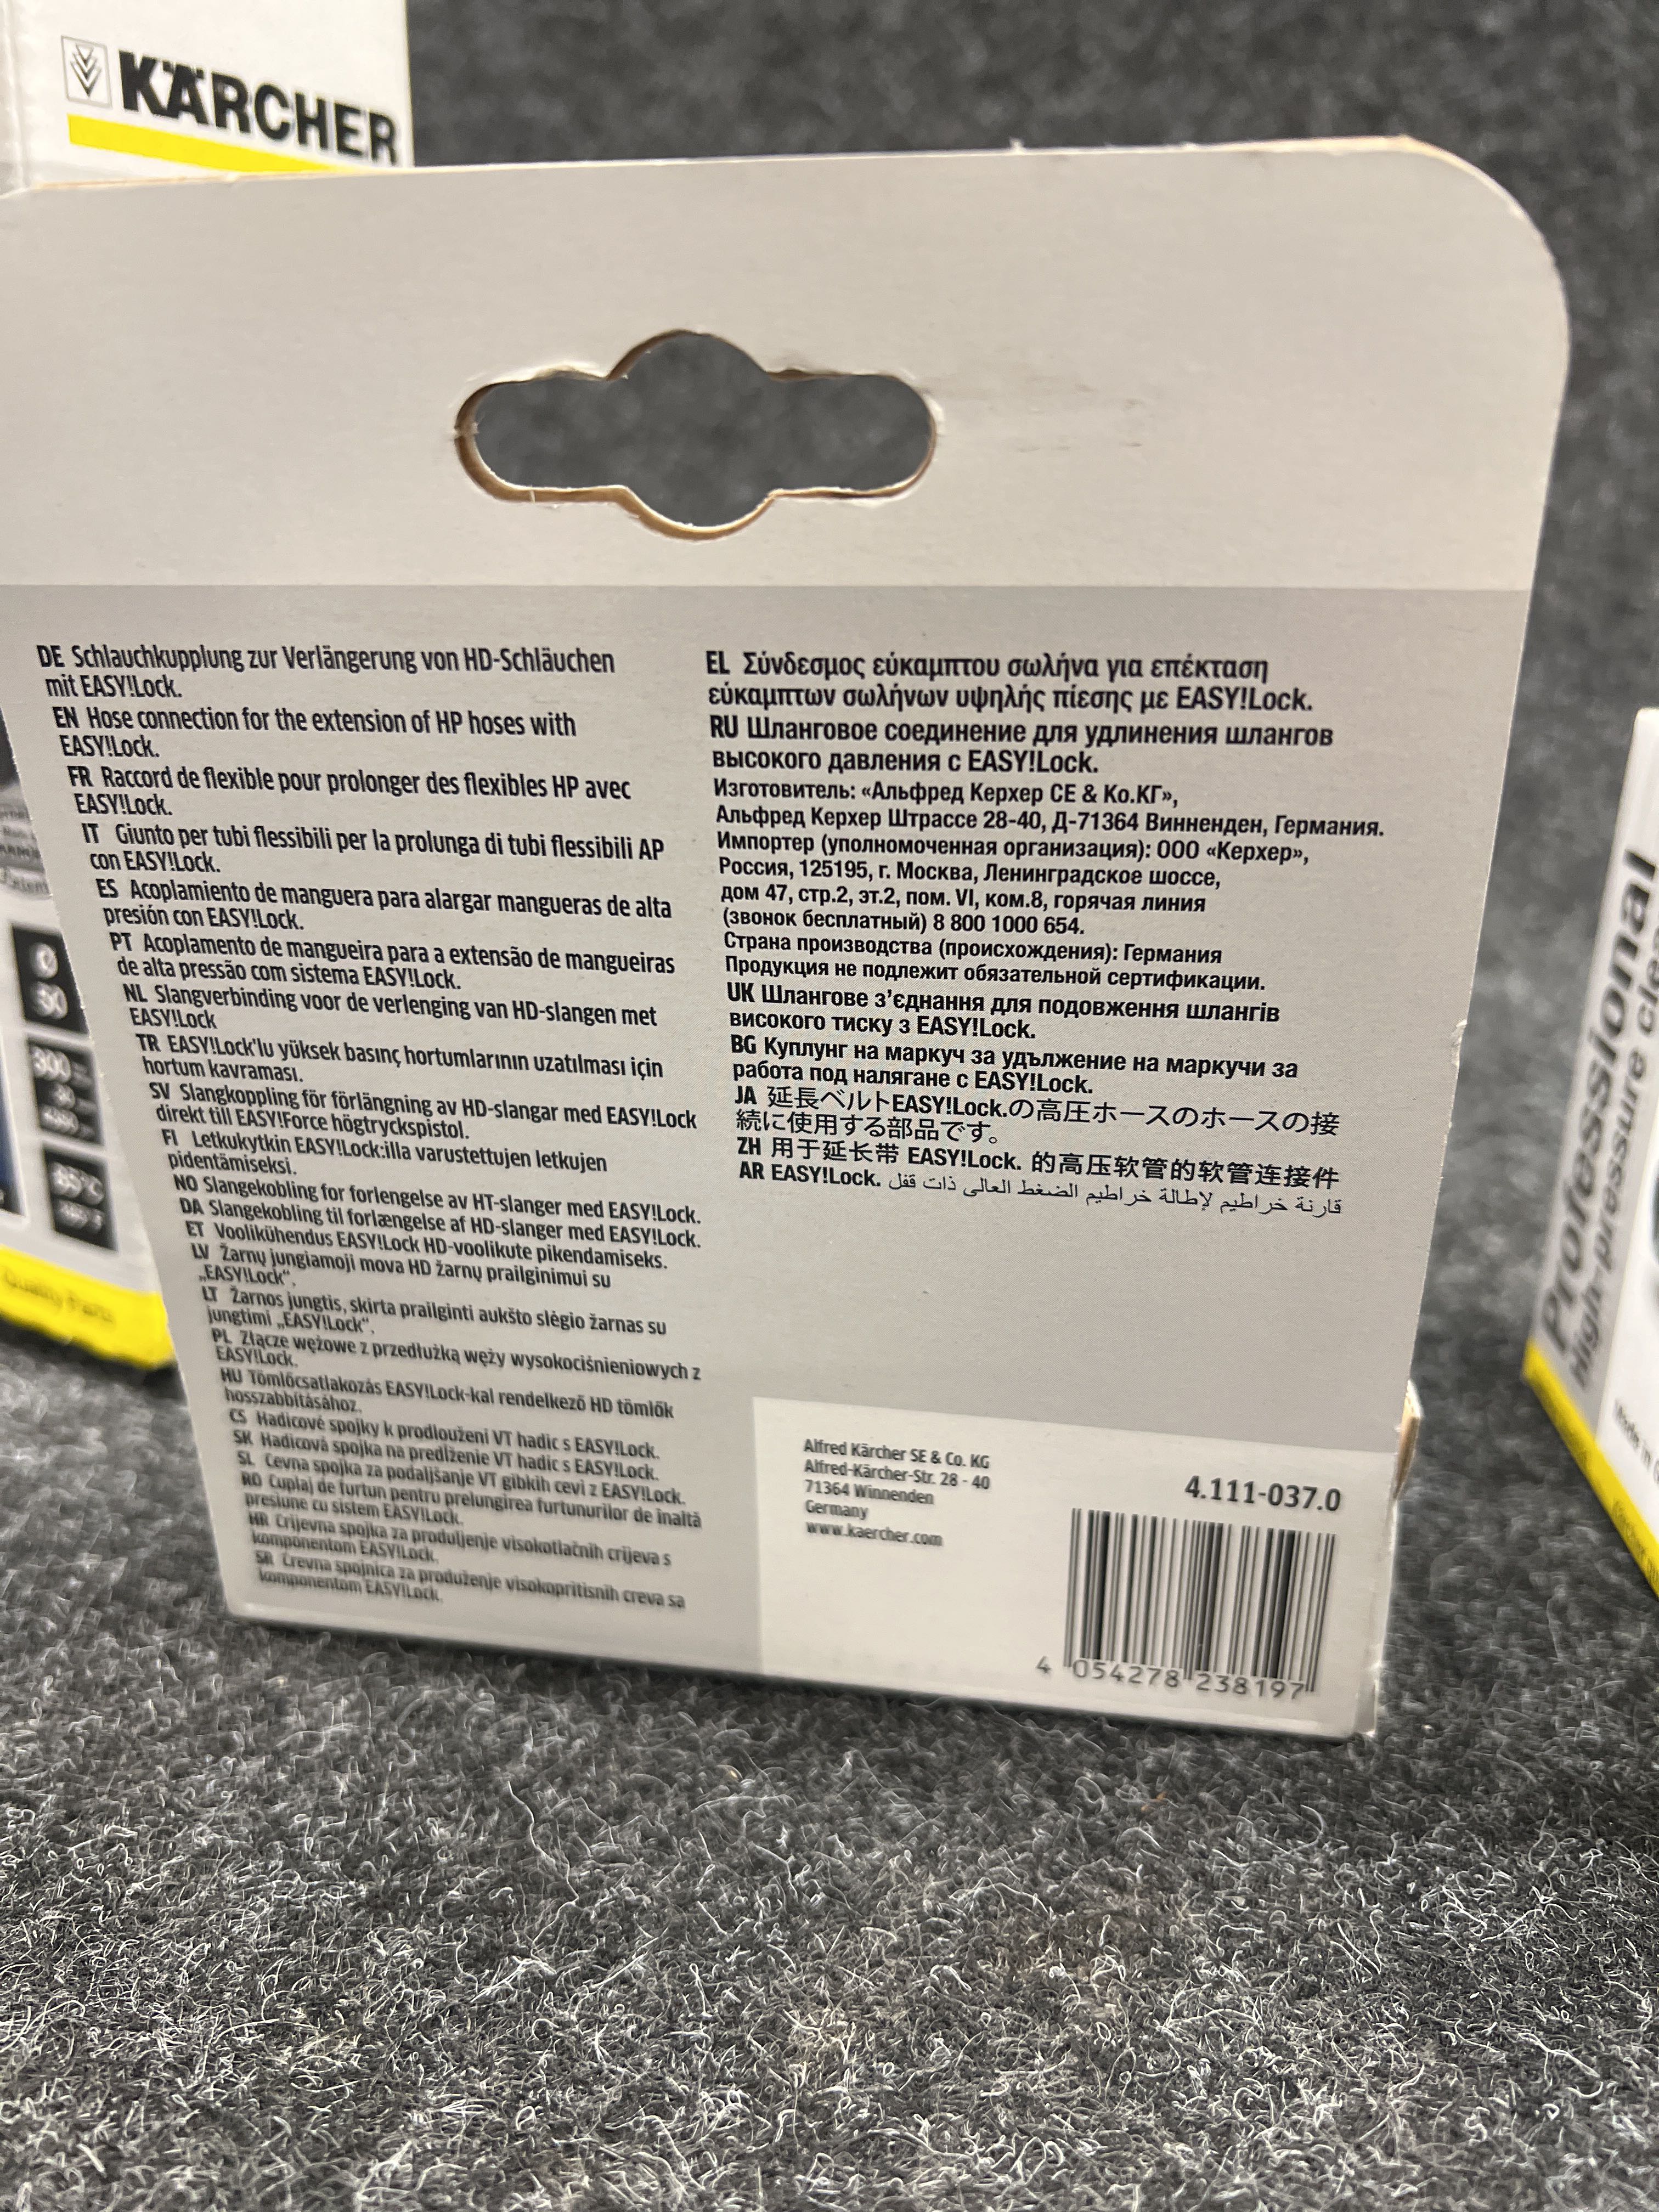 KÄRCHER
DE Schlauchkupplung zur Verlängerung von HD-Schläuchen
mit EASY!Lock.
EN Hose connection for the extension of HP hoses with
EASY!Lock.
FR Raccord de flexible pour prolonger des flexibles HP avec
EASY!Lock.
IT Giunto per tubi flessibili per la prolunga di tubi flessibili AP
con EASY!Lock.
ES Acoplamiento de manguera para alargar mangueras de alta
presión con EASY!Lock.
PT Acoplamento de mangueira para a extensão de mangueiras
de alta pressão com sistema EASY!Lock.
NL Slangverbinding voor de verlenging van HD-slangen met
EASY!Lock
TR EASY!Lock'lu yüksek basınç hortumlarının uzatılması için
hortum kavraması.
SV Slangkoppling för förlängning av HD-slangar med EASY!Lock
direkt till EASY!Force högtryckspistol.
FI Letkukytkin EASY!Lock:illa varustettujen letkujen
pidentämiseksi.
NO Slangekobling for forlengelse av HT-slanger med EASY!Lock.
DA Slangekobling til forlængelse af HD-slanger med EASY!Lock.
ET Voolikühendus EASY!Lock HD-voolikute pikendamiseks.
LV Žarnų jungiamoji mova HD žarnų prailginimui su
„EASY!Lock“.
LT Žarnos jungtis, skirta prailginti aukšto slėgio žarnas su
jungtimi „EASY!Lock“.
PL Złącze wężowe z przedłużką węży wysokociśnieniowych z
EASY!Lock.
HU Tömlőcsatlakozás EASY!Lock-kal rendelkező HD tömlők
hosszabbításához.
CS Hadicové spojky k prodloužení VT hadic s EASY!Lock.
SK Hadicová spojka na predĺženie VT hadic s EASY!Lock.
SL Cevna spojka za podaljšanje VT gibkih cevi z EASY!Lock.
RO Cuplaj de furtun pentru prelungirea furtunurilor de înaltă
presiune cu sistem EASY!Lock.
HR Crijevna spojka za produljenje visokotlačnih crijeva s
komponentom EASY!Lock.
SR Crevna spojnica za produženje visokopritisnih creva sa
komponentom EASY!Lock.
EL Σύνδεσμος εύκαμπτου σωλήνα για επέκταση
εύκαμπτων σωλήνων υψηλής πίεσης με EASY!Lock.
RU Шланговое соединение для удлинения шлангов
высокого давления с EASY!Lock.
Изготовитель: «Альфред Керхер СЕ & Ко.КГ»,
Альфред Керхер Штрассе 28-40, Д-71364 Винненден, Германия.
Импортер (уполномоченная организация): ООО «Керхер»,
Россия, 125195, г. Москва, Ленинградское шоссе,
дом 47, стр.2, эт.2, пом. VI, ком.8, горячая линия
(звонок бесплатный) 8 800 1000 654.
Страна производства (происхождения): Германия
Продукция не подлежит обязательной сертификации.
UK Шлангове з’єднання для подовження шлангів
високого тиску з EASY!Lock.
BG Куплунг на маркуч за удължение на маркучи за
работа под налягане с EASY!Lock.
JA 延長ベルトEASY!Lock.の高圧ホースのホースの接
続に使用する部品です。
ZH 用于延长带 EASY!Lock. 的高压软管的软管连接件
AR EASY!Lock. قارنة خراطيم لإطالة خراطيم الضغط العالى ذات قفل
Alfred Kärcher SE & Co. KG
Alfred-Kärcher-Str. 28 - 40
71364 Winnenden
Germany
www.kaercher.com
4.111-037.0
4 054278 238197
300
Quality Parts
Professional
High-pressure
Made in